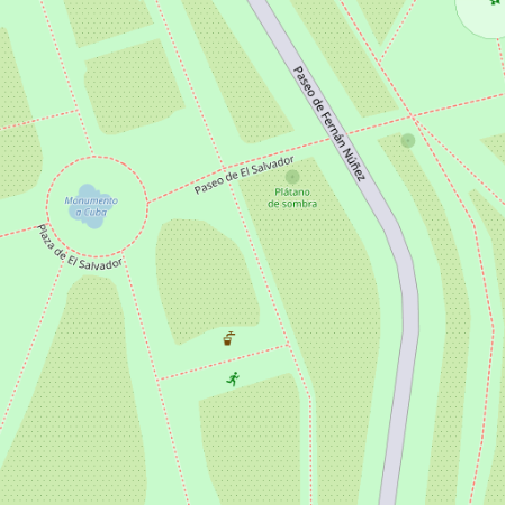 Paseo de Fernán Núñez
Paseo de El Salvador
Plátano
de sombra
Monumento
a Cuba
Plaza de El Salvador